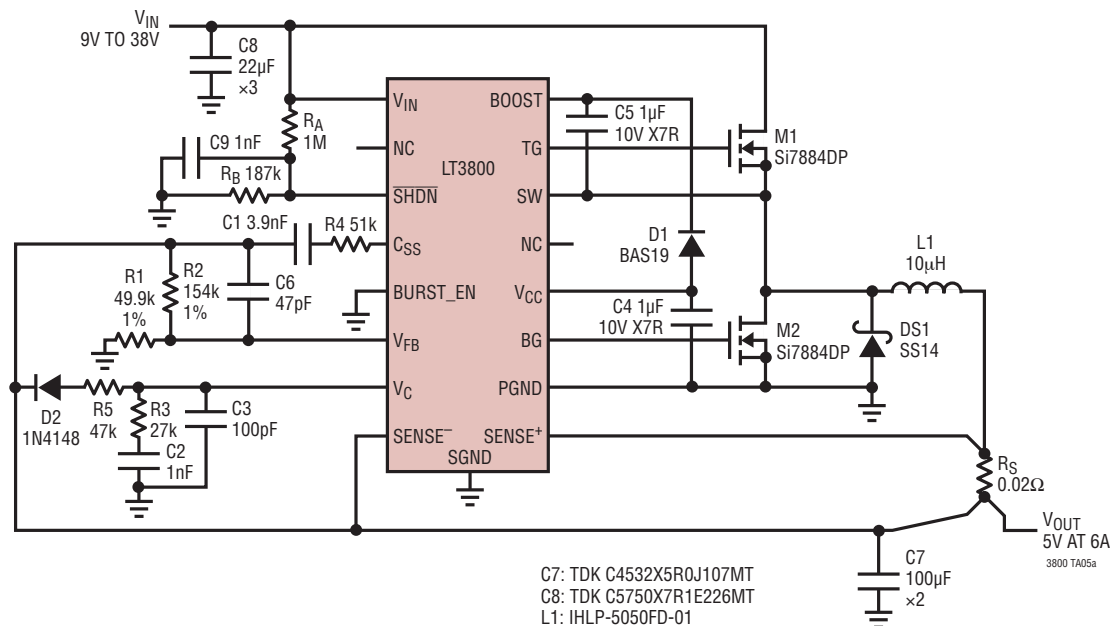 VIN
9V TO 38V
C8
22µF
×3
RA
1M
C9 1nF
RB 187k
C1 3.9nF
R4 51k
R1
49.9k
1%
R2
154k
1%
C6
47pF
D2
1N4148
R5
47k
R3
27k
C2
1nF
C3
100pF
VIN
NC
SHDN
CSS
BURST_EN
VFB
VC
SENSE–
LT3800
BOOST
TG
SW
NC
VCC
BG
PGND
SENSE+
SGND
C5 1µF
10V X7R
D1
BAS19
C4 1µF
10V X7R
M1
Si7884DP
M2
Si7884DP
L1
10µH
DS1
SS14
RS
0.02Ω
VOUT
5V AT 6A
3800 TA05a
C7
100µF
×2
C7: TDK C4532X5R0J107MT
C8: TDK C5750X7R1E226MT
L1: IHLP-5050FD-01